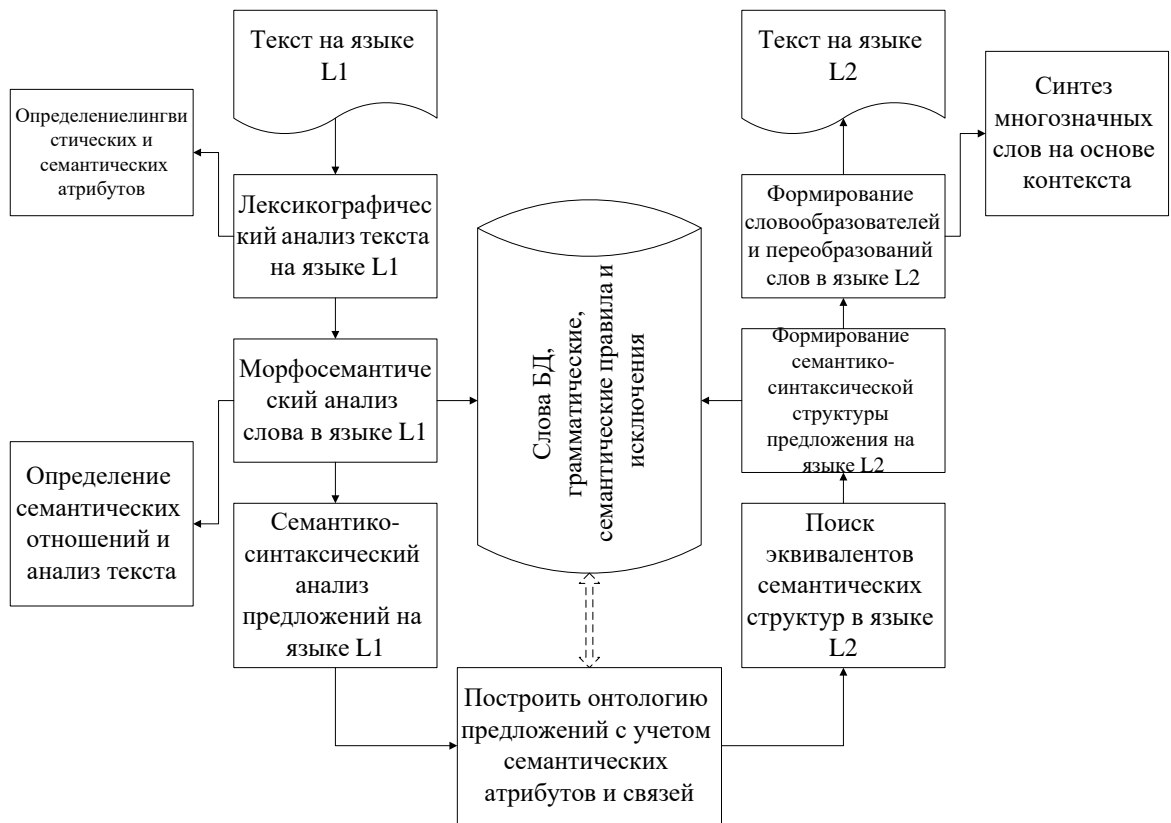 Текст на языке
L1
Определениелингви
стических и
семантических
атрибутов
Лексикографичес
кий анализ текста
на языке L1
Морфосемантич
еский анализ
слова в языке L1
Определение
семантических
отношений и
анализ текста
Семантико-
синтаксический
анализ
предложений на
языке L1
Слова БД,
грамматические,
семантические правила и
исключения
Построить онтологию
предложений с учетом
семантических
атрибутов и связей
Текст на языке
L2
Синтез
многозначных
слов на основе
контекста
Формирование
словообразователей
и переобразований
слов в языке L2
Формирование
семантико-
синтаксической
структуры
предложения на
языке L2
Поиск
эквивалентов
семантических
структур в языке
L2